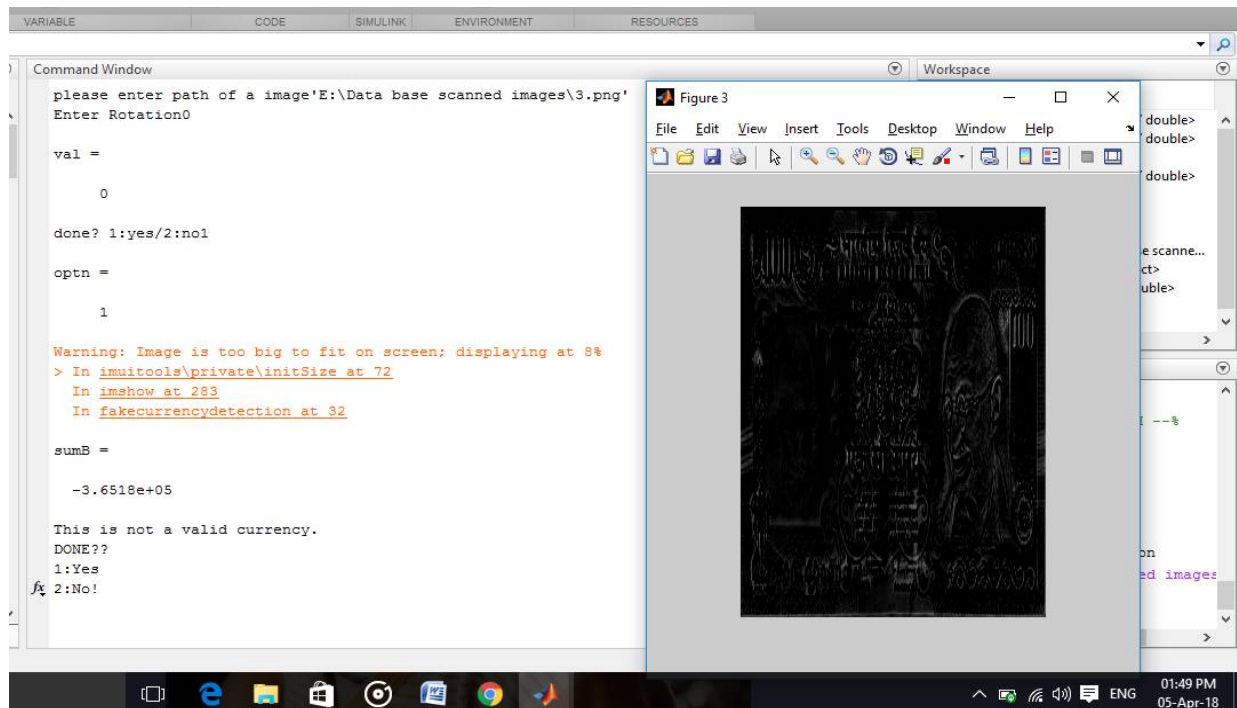 VARIABLE CODE SIMULINK ENVIRONMENT RESOURCES
Command Window
Workspace
please enter path of a image'E:\Data base scanned images\3.png'
Enter Rotation0
val =
0
done? 1:yes/2:no1
optn =
1
Warning: Image is too big to fit on screen; displaying at 8%
> In imuitools\private\initSize at 72
In imshow at 283
In fakecurrencydetection at 32
sumB =
-3.6518e+05
This is not a valid currency.
DONE??
1:Yes
fx 2:No!
Figure 3
File Edit View Insert Tools Desktop Window Help
double>
double>
double>
e scanne...
ct>
uble>
--%
on
ed images
ENG
01:49 PM
05-Apr-18